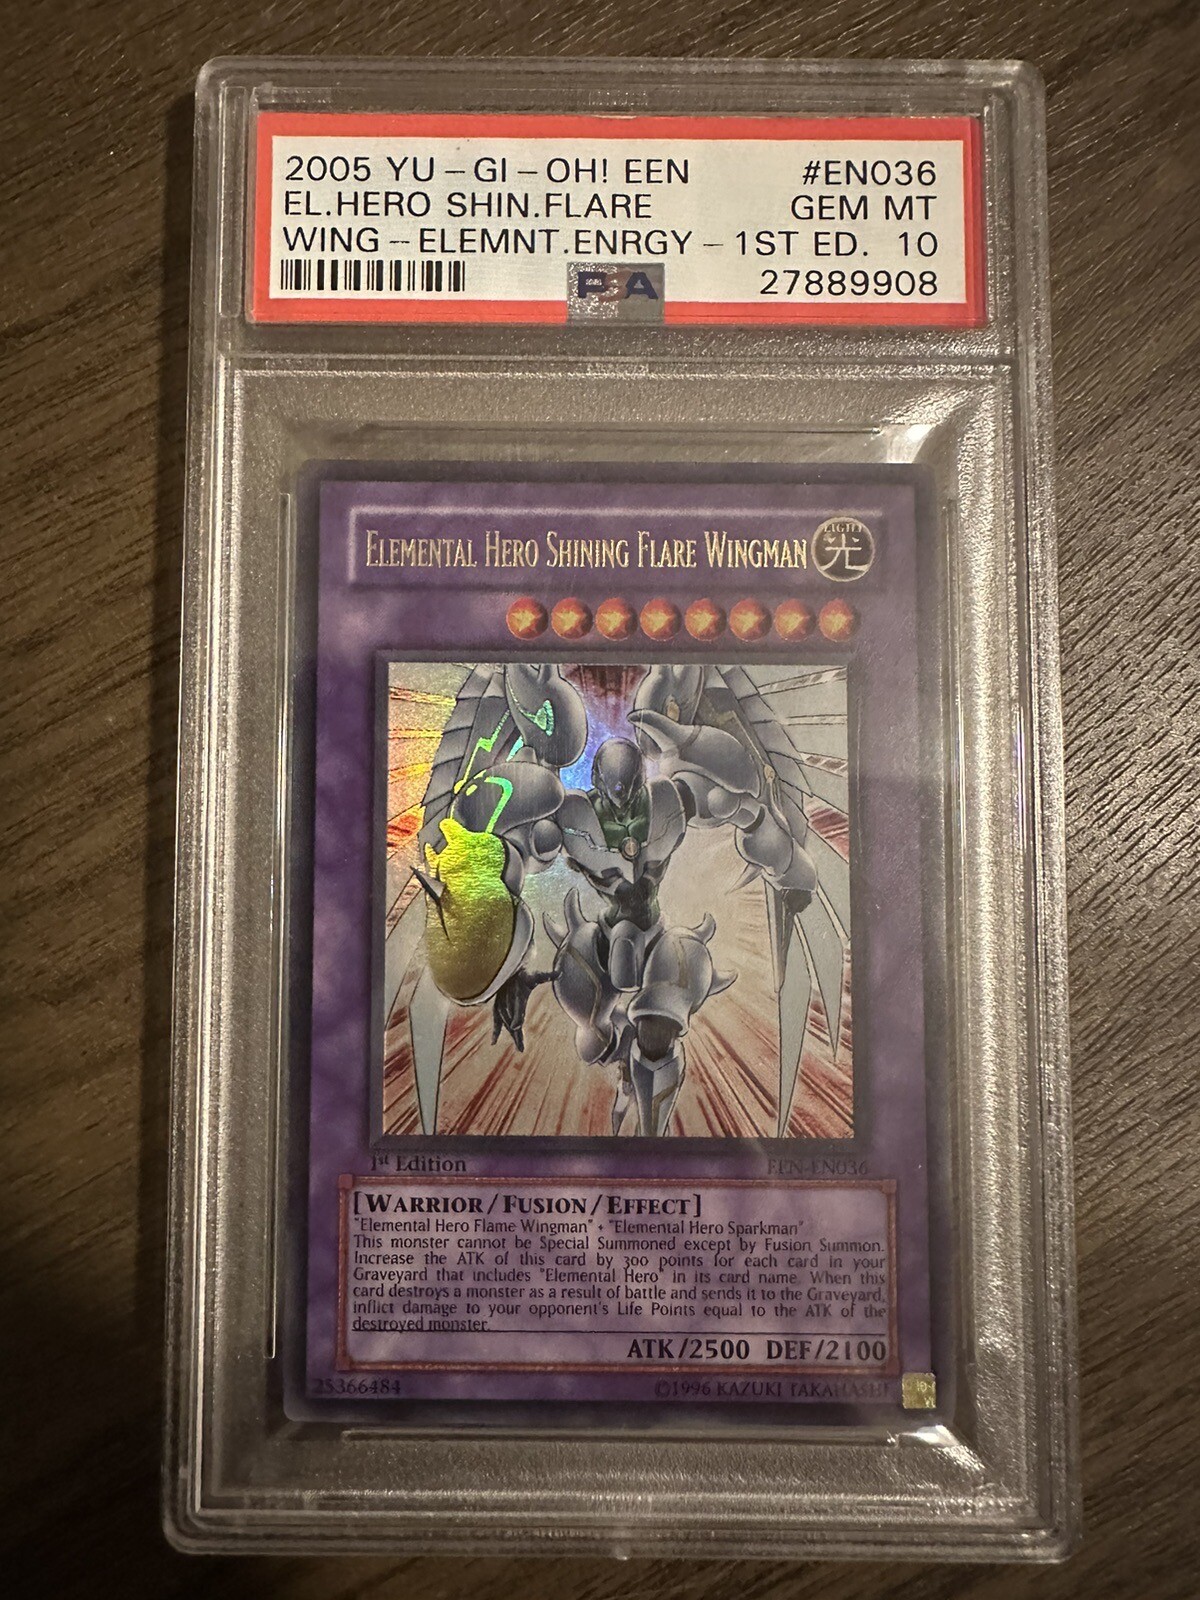 2005 YU-GI-OH! EEN #EN036
EL.HERO SHIN.FLARE GEM MT
WING-ELEMNT.ENRGY-1ST ED. 10
PSA 27889908
ELEMENTAL HERO SHINING FLARE WINGMAN
LIGHT
光
1st Edition EEN-EN036
[WARRIOR/FUSION/EFFECT]
"Elemental Hero Flame Wingman" + "Elemental Hero Sparkman"
This monster cannot be Special Summoned except by Fusion Summon.
Increase the ATK of this card by 300 points for each card in your
Graveyard that includes "Elemental Hero" in its card name. When this
card destroys a monster as a result of battle and sends it to the Graveyard,
inflict damage to your opponent's Life Points equal to the ATK of the
destroyed monster.
ATK/2500 DEF/2100
25366484 ©1996 KAZUKI TAKAHASHI